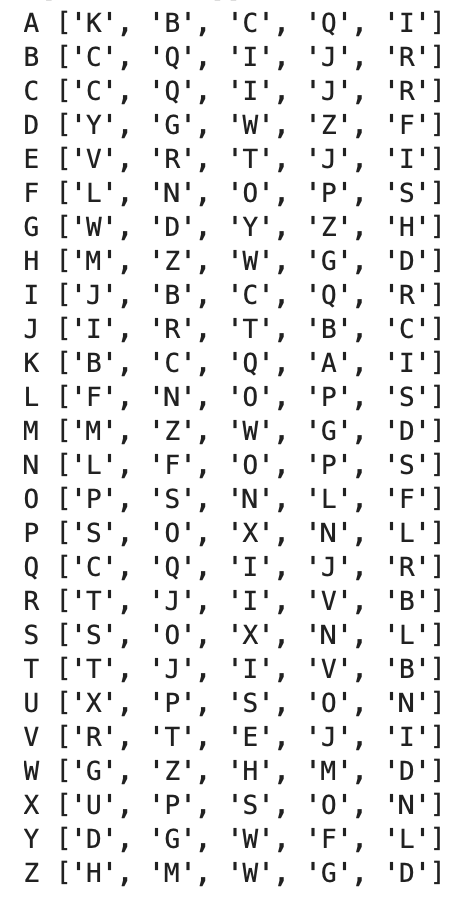 A ['K', 'B', 'C', 'Q', 'I']
B ['C', 'Q', 'I', 'J', 'R']
C ['C', 'Q', 'I', 'J', 'R']
D ['Y', 'G', 'W', 'Z', 'F']
E ['V', 'R', 'T', 'J', 'I']
F ['L', 'N', 'O', 'P', 'S']
G ['W', 'D', 'Y', 'Z', 'H']
H ['M', 'Z', 'W', 'G', 'D']
I ['J', 'B', 'C', 'Q', 'R']
J ['I', 'R', 'T', 'B', 'C']
K ['B', 'C', 'Q', 'A', 'I']
L ['F', 'N', 'O', 'P', 'S']
M ['M', 'Z', 'W', 'G', 'D']
N ['L', 'F', 'O', 'P', 'S']
O ['P', 'S', 'N', 'L', 'F']
P ['S', 'O', 'X', 'N', 'L']
Q ['C', 'Q', 'I', 'J', 'R']
R ['T', 'J', 'I', 'V', 'B']
S ['S', 'O', 'X', 'N', 'L']
T ['T', 'J', 'I', 'V', 'B']
U ['X', 'P', 'S', 'O', 'N']
V ['R', 'T', 'E', 'J', 'I']
W ['G', 'Z', 'H', 'M', 'D']
X ['U', 'P', 'S', 'O', 'N']
Y ['D', 'G', 'W', 'F', 'L']
Z ['H', 'M', 'W', 'G', 'D']